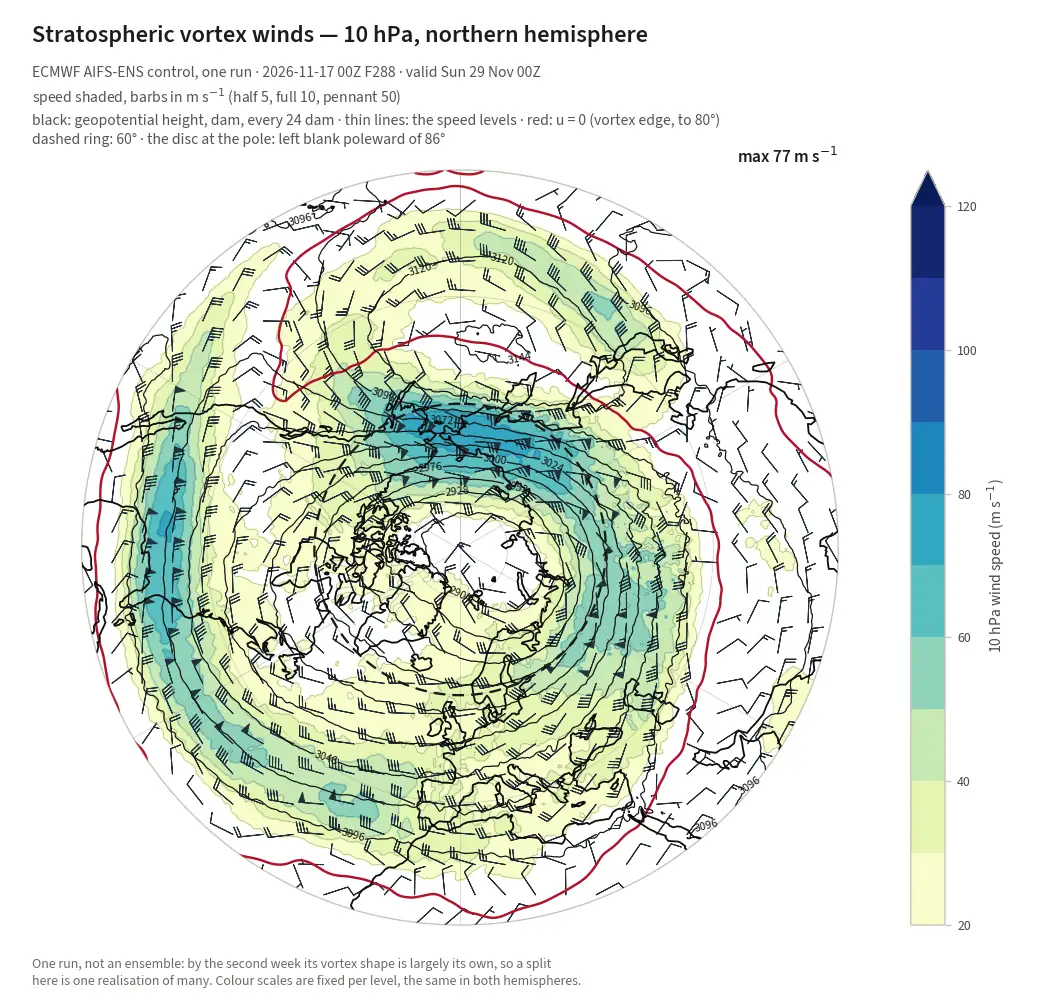 Stratospheric vortex winds — 10 hPa, northern hemisphere
ECMWF AIFS-ENS control, one run · 2026-11-17 00Z F288 · valid Sun 29 Nov 00Z
speed shaded, barbs in m s⁻¹ (half 5, full 10, pennant 50)
black: geopotential height, dam, every 24 dam · thin lines: the speed levels · red: u = 0 (vortex edge, to 80°)
dashed ring: 60° · the disc at the pole: left blank poleward of 86°
max 77 m s⁻¹
120
100
80
60
40
20
10 hPa wind speed (m s⁻¹)
3096
3120
3120
3144
3072
3000
3024
2976
2928
3096
3096
3096
One run, not an ensemble: by the second week its vortex shape is largely its own, so a split
here is one realisation of many. Colour scales are fixed per level, the same in both hemispheres.